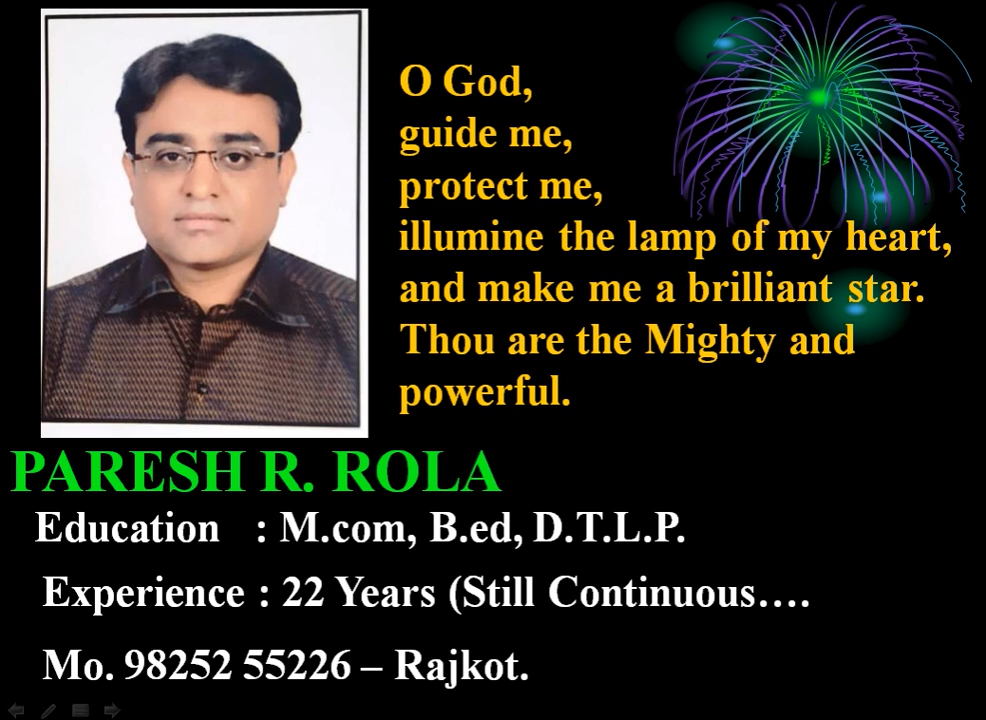 O God,
guide me,
protect me,
illumine the lamp of my heart,
and make me a brilliant star.
Thou are the Mighty and
powerful.
PARESH R. ROLA
Education : M.com, B.ed, D.T.L.P.
Experience : 22 Years (Still Continuous….
Mo. 98252 55226 – Rajkot.